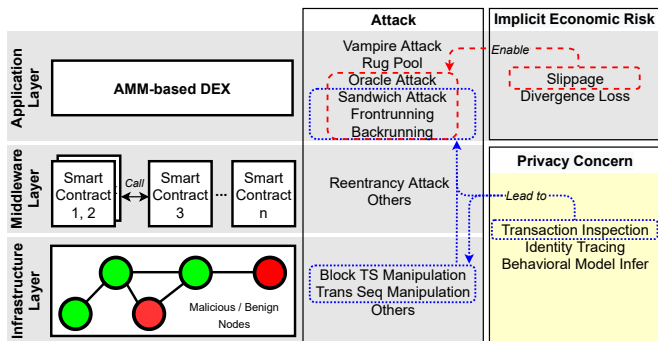 Attack
Implicit Economic Risk
Application
Layer
AMM-based DEX
Vampire Attack
Rug Pool
Oracle Attack
Sandwich Attack
Frontrunning
Backrunning
Enable
Slippage
Divergence Loss
Middleware
Layer
Smart
Contract
1, 2
Call
Smart
Contract
3
...
Smart
Contract
n
Reentrancy Attack
Others
Privacy Concern
Lead to
Transaction Inspection
Identity Tracing
Behavioral Model Infer
Infrastructure
Layer
Malicious / Benign
Nodes
Block TS Manipulation
Trans Seq Manipulation
Others